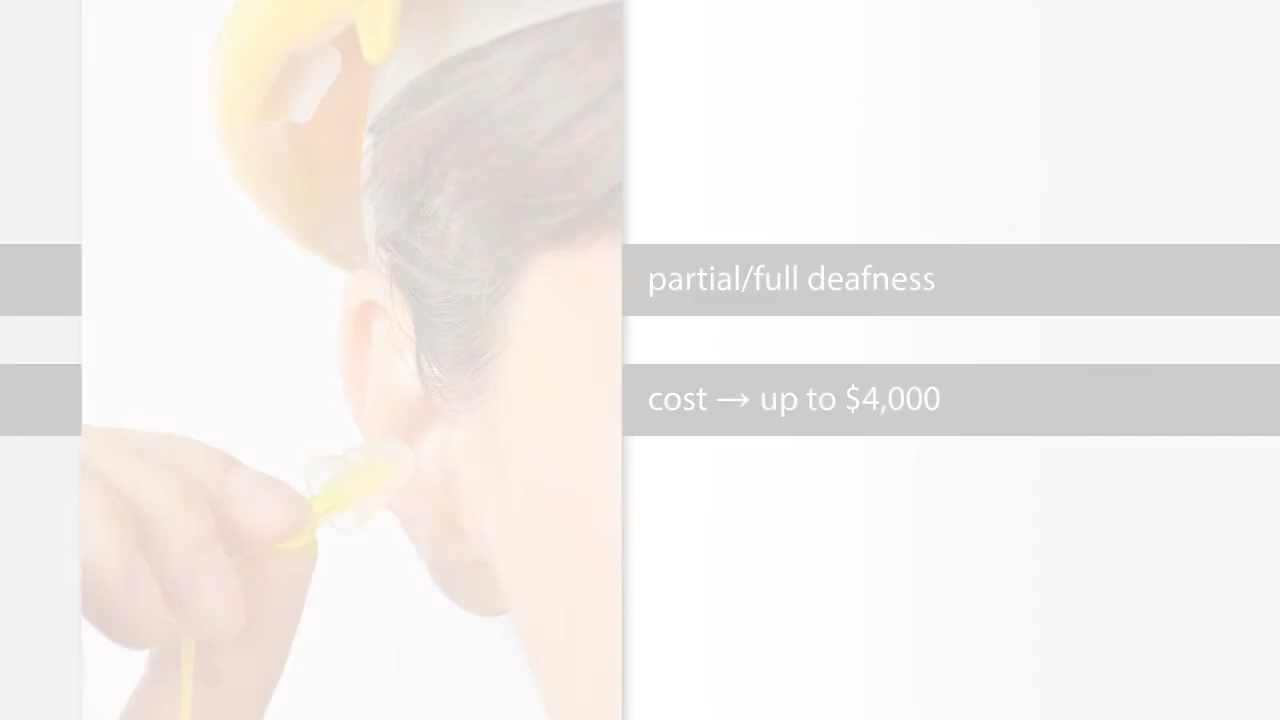 partial/full deafness
cost → up to $4,000